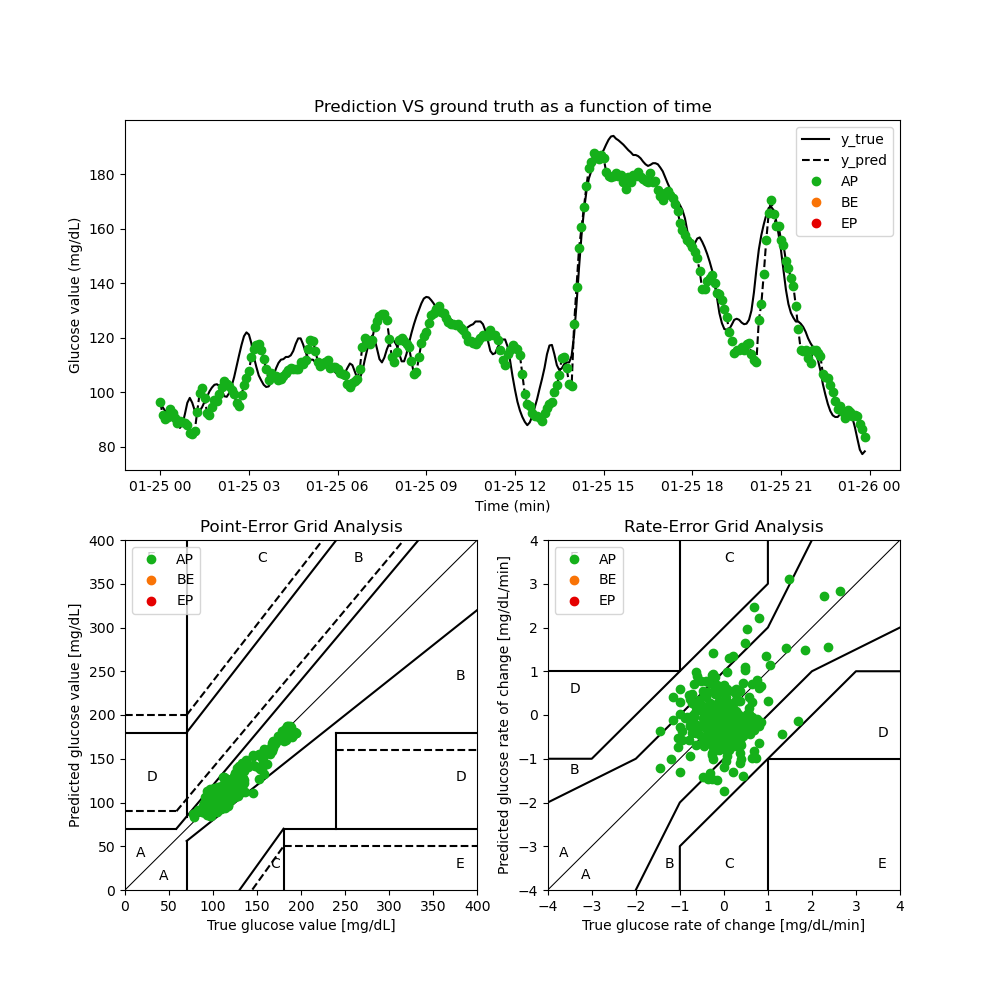 Prediction VS ground truth as a function of time
Glucose value (mg/dL)
180
160
140
120
100
80
y_true
y_pred
AP
BE
EP
01-25 00 01-25 03 01-25 06 01-25 09 01-25 12 01-25 15 01-25 18 01-25 21 01-26 00
Time (min)
Point-Error Grid Analysis
Predicted glucose value [mg/dL]
400
350
300
250
200
150
100
50
0
AP
BE
EP
C
B
B
D
D
A
A
C
E
0 50 100 150 200 250 300 350 400
True glucose value [mg/dL]
Rate-Error Grid Analysis
Predicted glucose rate of change [mg/dL/min]
4
3
2
1
0
−1
−2
−3
−4
AP
BE
EP
C
D
D
B
A
A
B
C
E
−4 −3 −2 −1 0 1 2 3 4
True glucose rate of change [mg/dL/min]